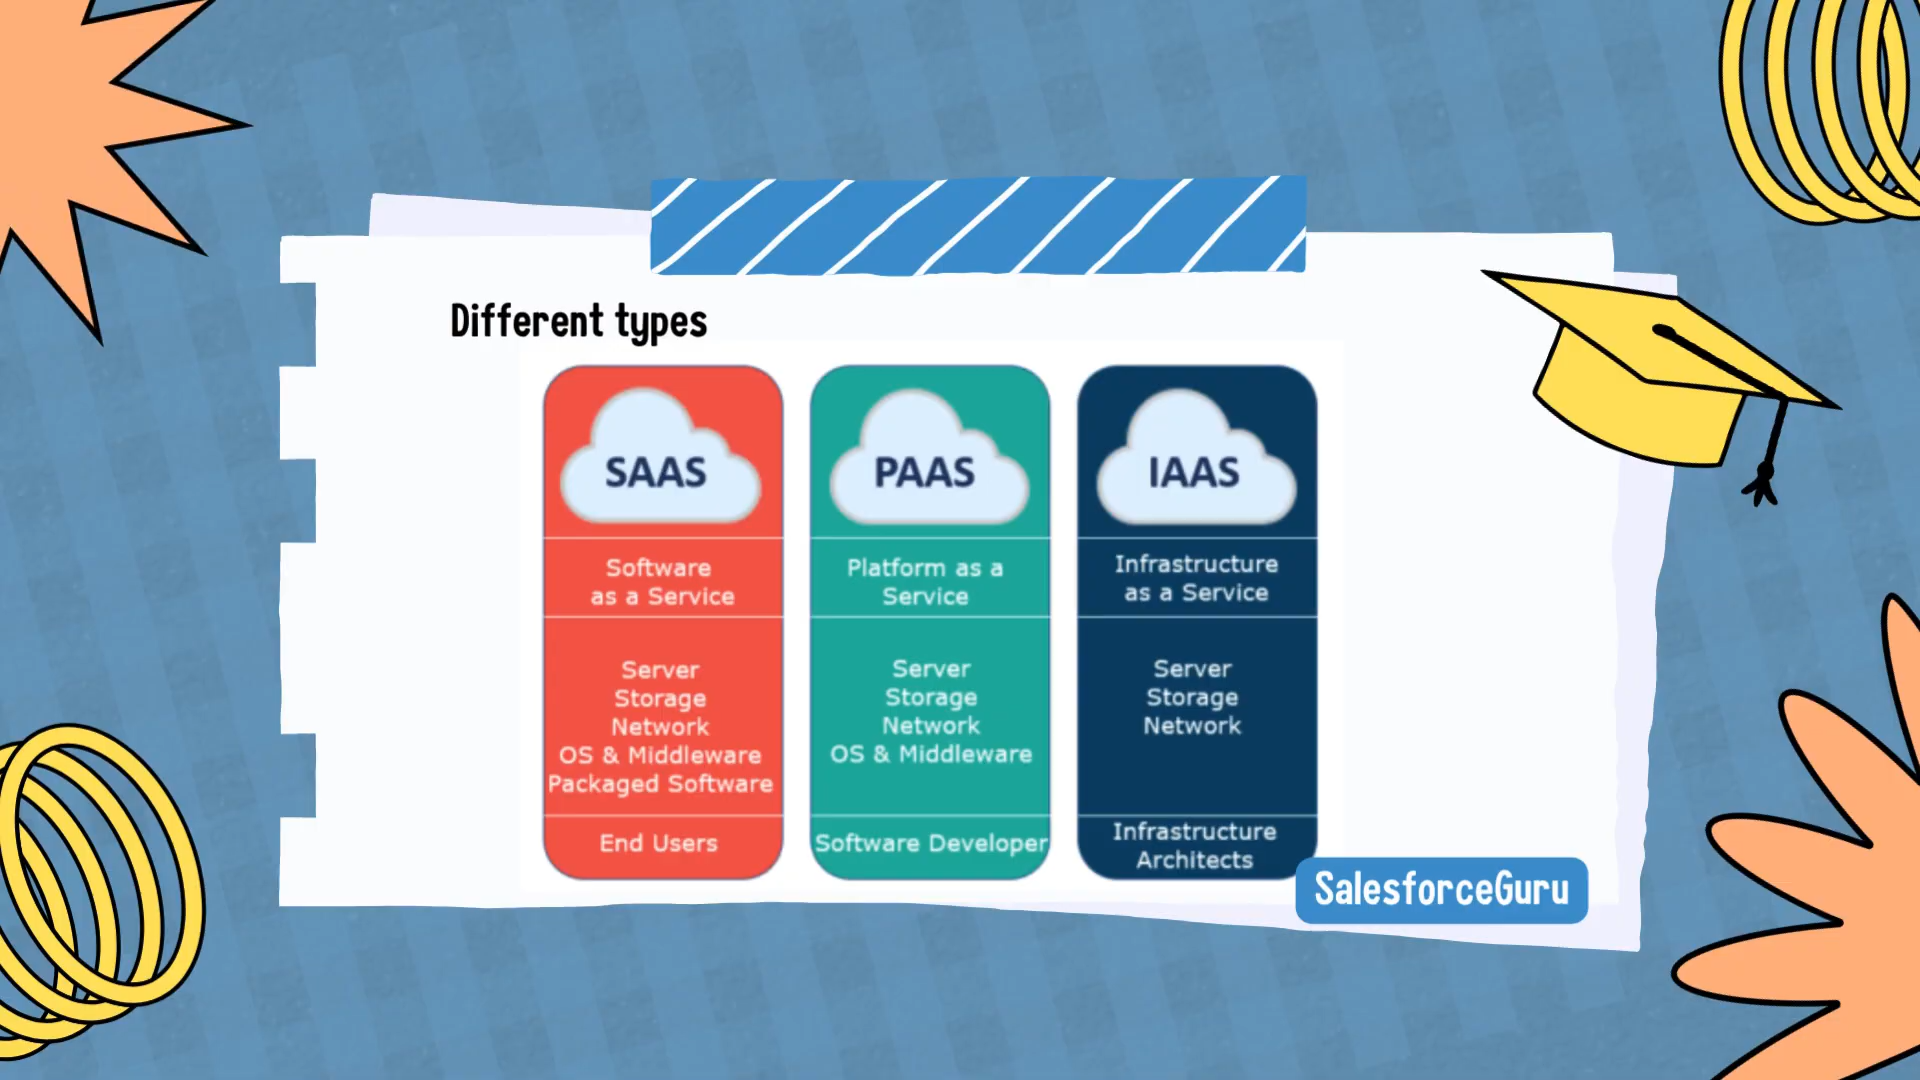 Different types
SAAS
Software
as a Service
Server
Storage
Network
OS & Middleware
Packaged Software
End Users
PAAS
Platform as a
Service
Server
Storage
Network
OS & Middleware
Software Developer
IAAS
Infrastructure
as a Service
Server
Storage
Network
Infrastructure
Architects
SalesforceGuru